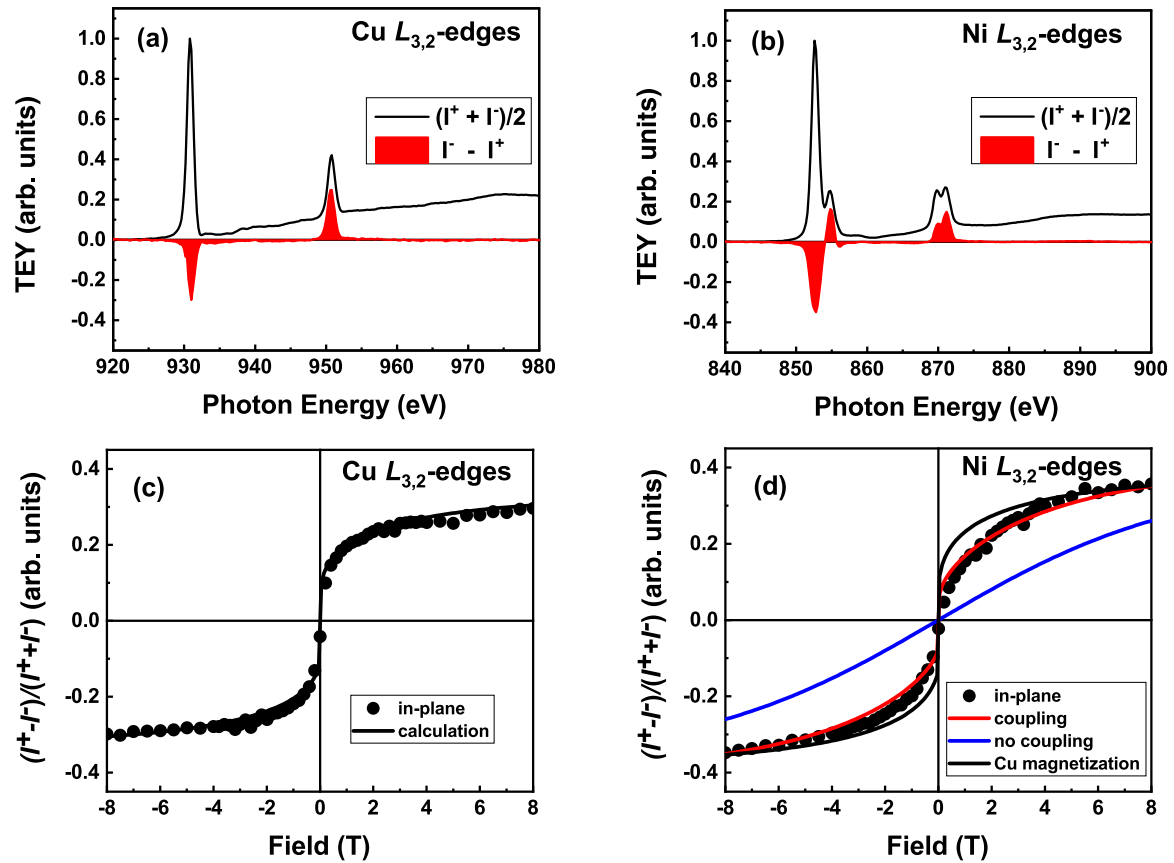 (a)
Cu L3,2-edges
(I+ + I-)/2
I- - I+
TEY (arb. units)
1.0
0.8
0.6
0.4
0.2
0.0
-0.2
-0.4
920 930 940 950 960 970 980
Photon Energy (eV)
(b)
Ni L3,2-edges
(I+ + I-)/2
I- - I+
TEY (arb. units)
1.0
0.8
0.6
0.4
0.2
0.0
-0.2
-0.4
840 850 860 870 880 890 900
Photon Energy (eV)
(c)
Cu L3,2-edges
(I+-I-)/(I++I-) (arb. units)
0.4
0.2
0.0
-0.2
-0.4
in-plane
calculation
-8 -6 -4 -2 0 2 4 6 8
Field (T)
(d)
Ni L3,2-edges
(I+-I-)/(I++I-) (arb. units)
0.4
0.2
0.0
-0.2
-0.4
in-plane
coupling
no coupling
Cu magnetization
-8 -6 -4 -2 0 2 4 6 8
Field (T)